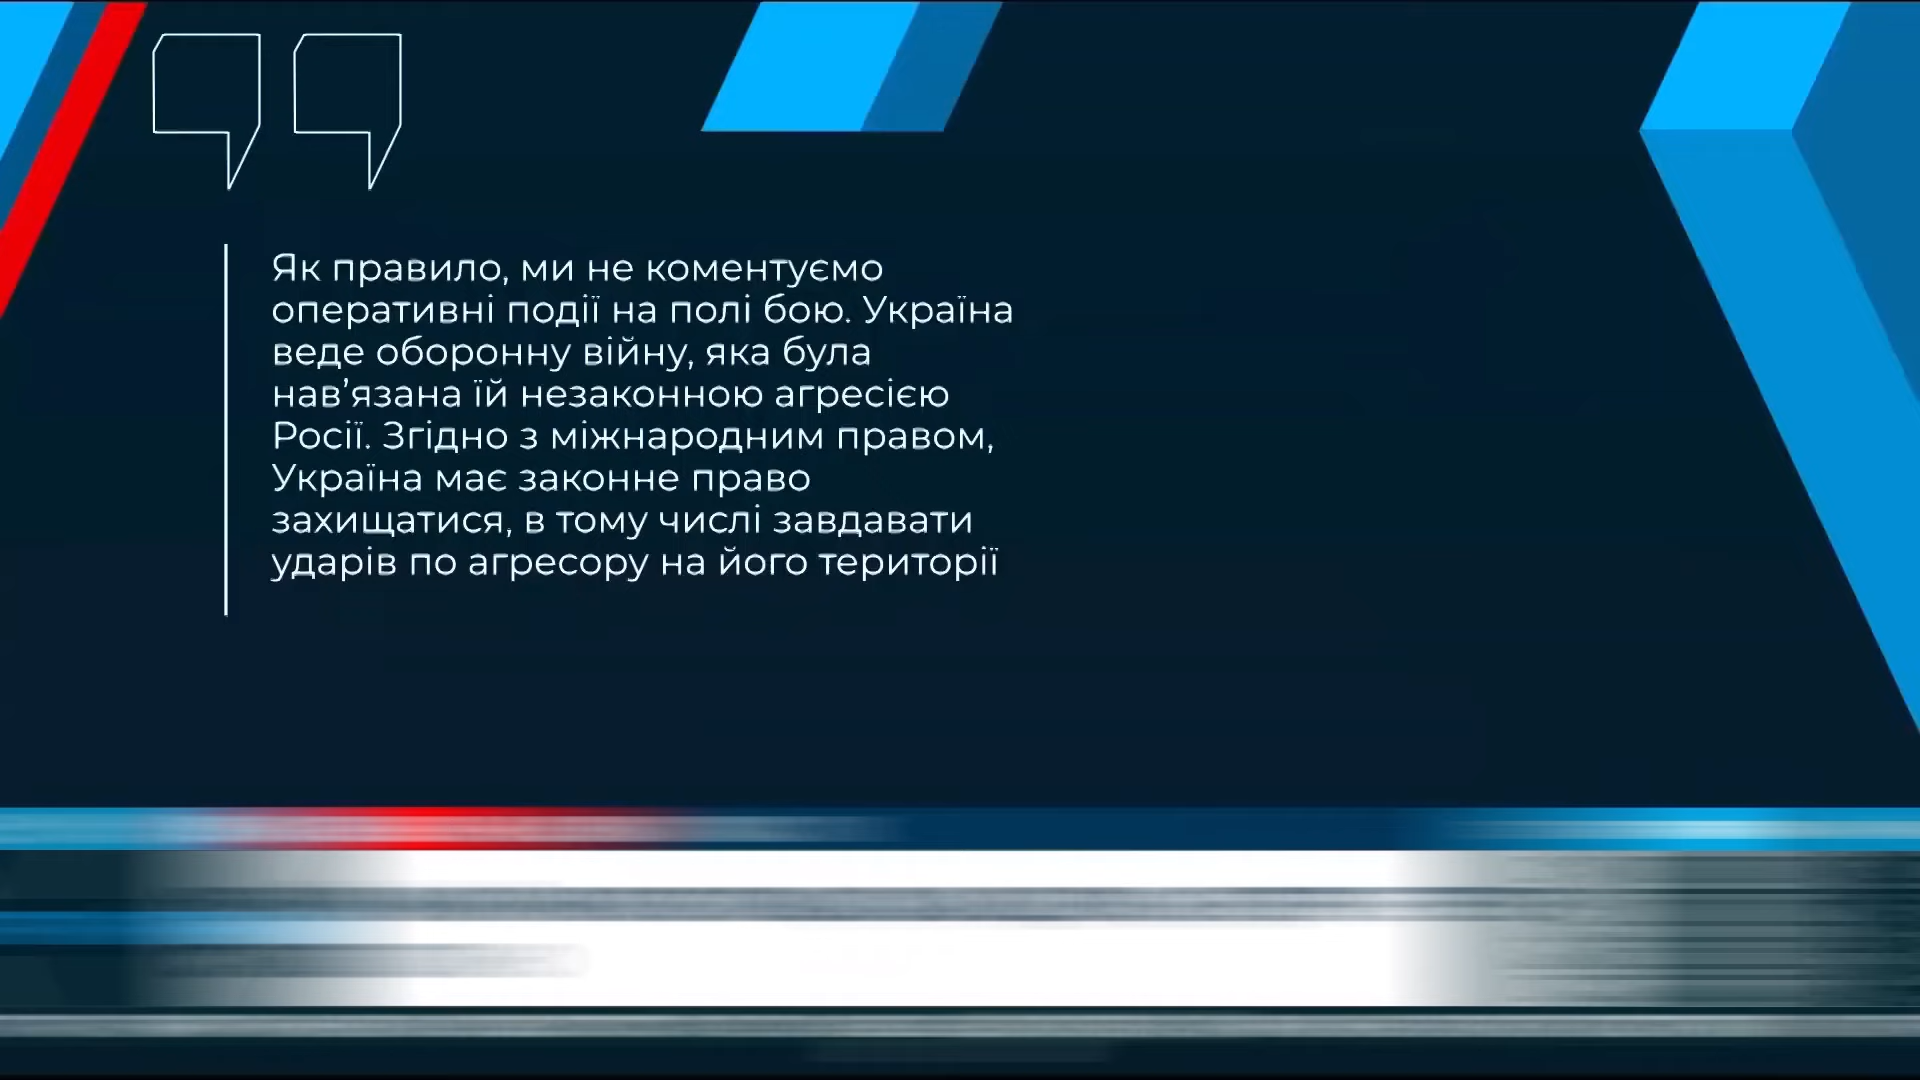 Як правило, ми не коментуємо
оперативні події на полі бою. Україна
веде оборонну війну, яка була
нав’язана їй незаконною агресією
Росії. Згідно з міжнародним правом,
Україна має законне право
захищатися, в тому числі завдавати
ударів по агресору на його території